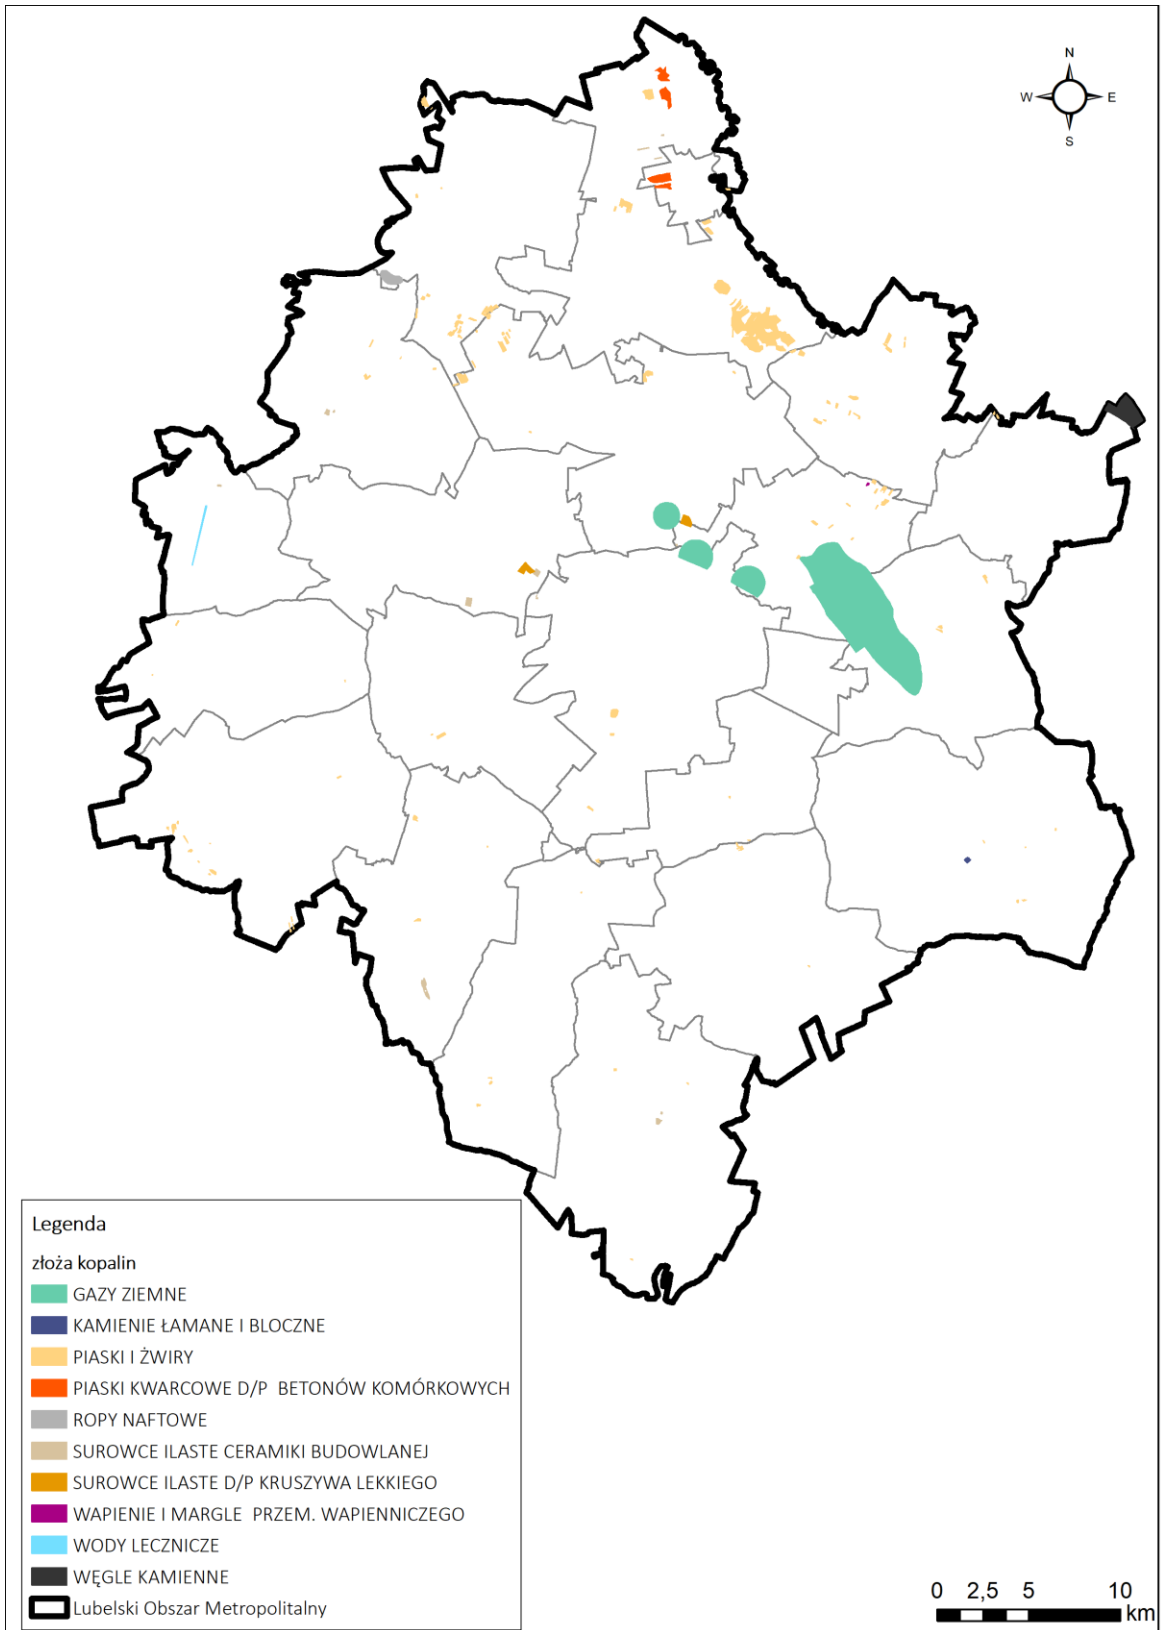 N
W E
S
Legenda
złoża kopalin
GAZY ZIEMNE
KAMIENIE ŁAMANE I BLOCZNE
PIASKI I ŻWIRY
PIASKI KWARCOWE D/P BETONÓW KOMÓRKOWYCH
ROPY NAFTOWE
SUROWCE ILASTE CERAMIKI BUDOWLANEJ
SUROWCE ILASTE D/P KRUSZYWA LEKKIEGO
WAPIENIE I MARGLE PRZEM. WAPIENNICZEGO
WODY LECZNICZE
WĘGLE KAMIENNE
Lubelski Obszar Metropolitalny
0 2,5 5 10
km